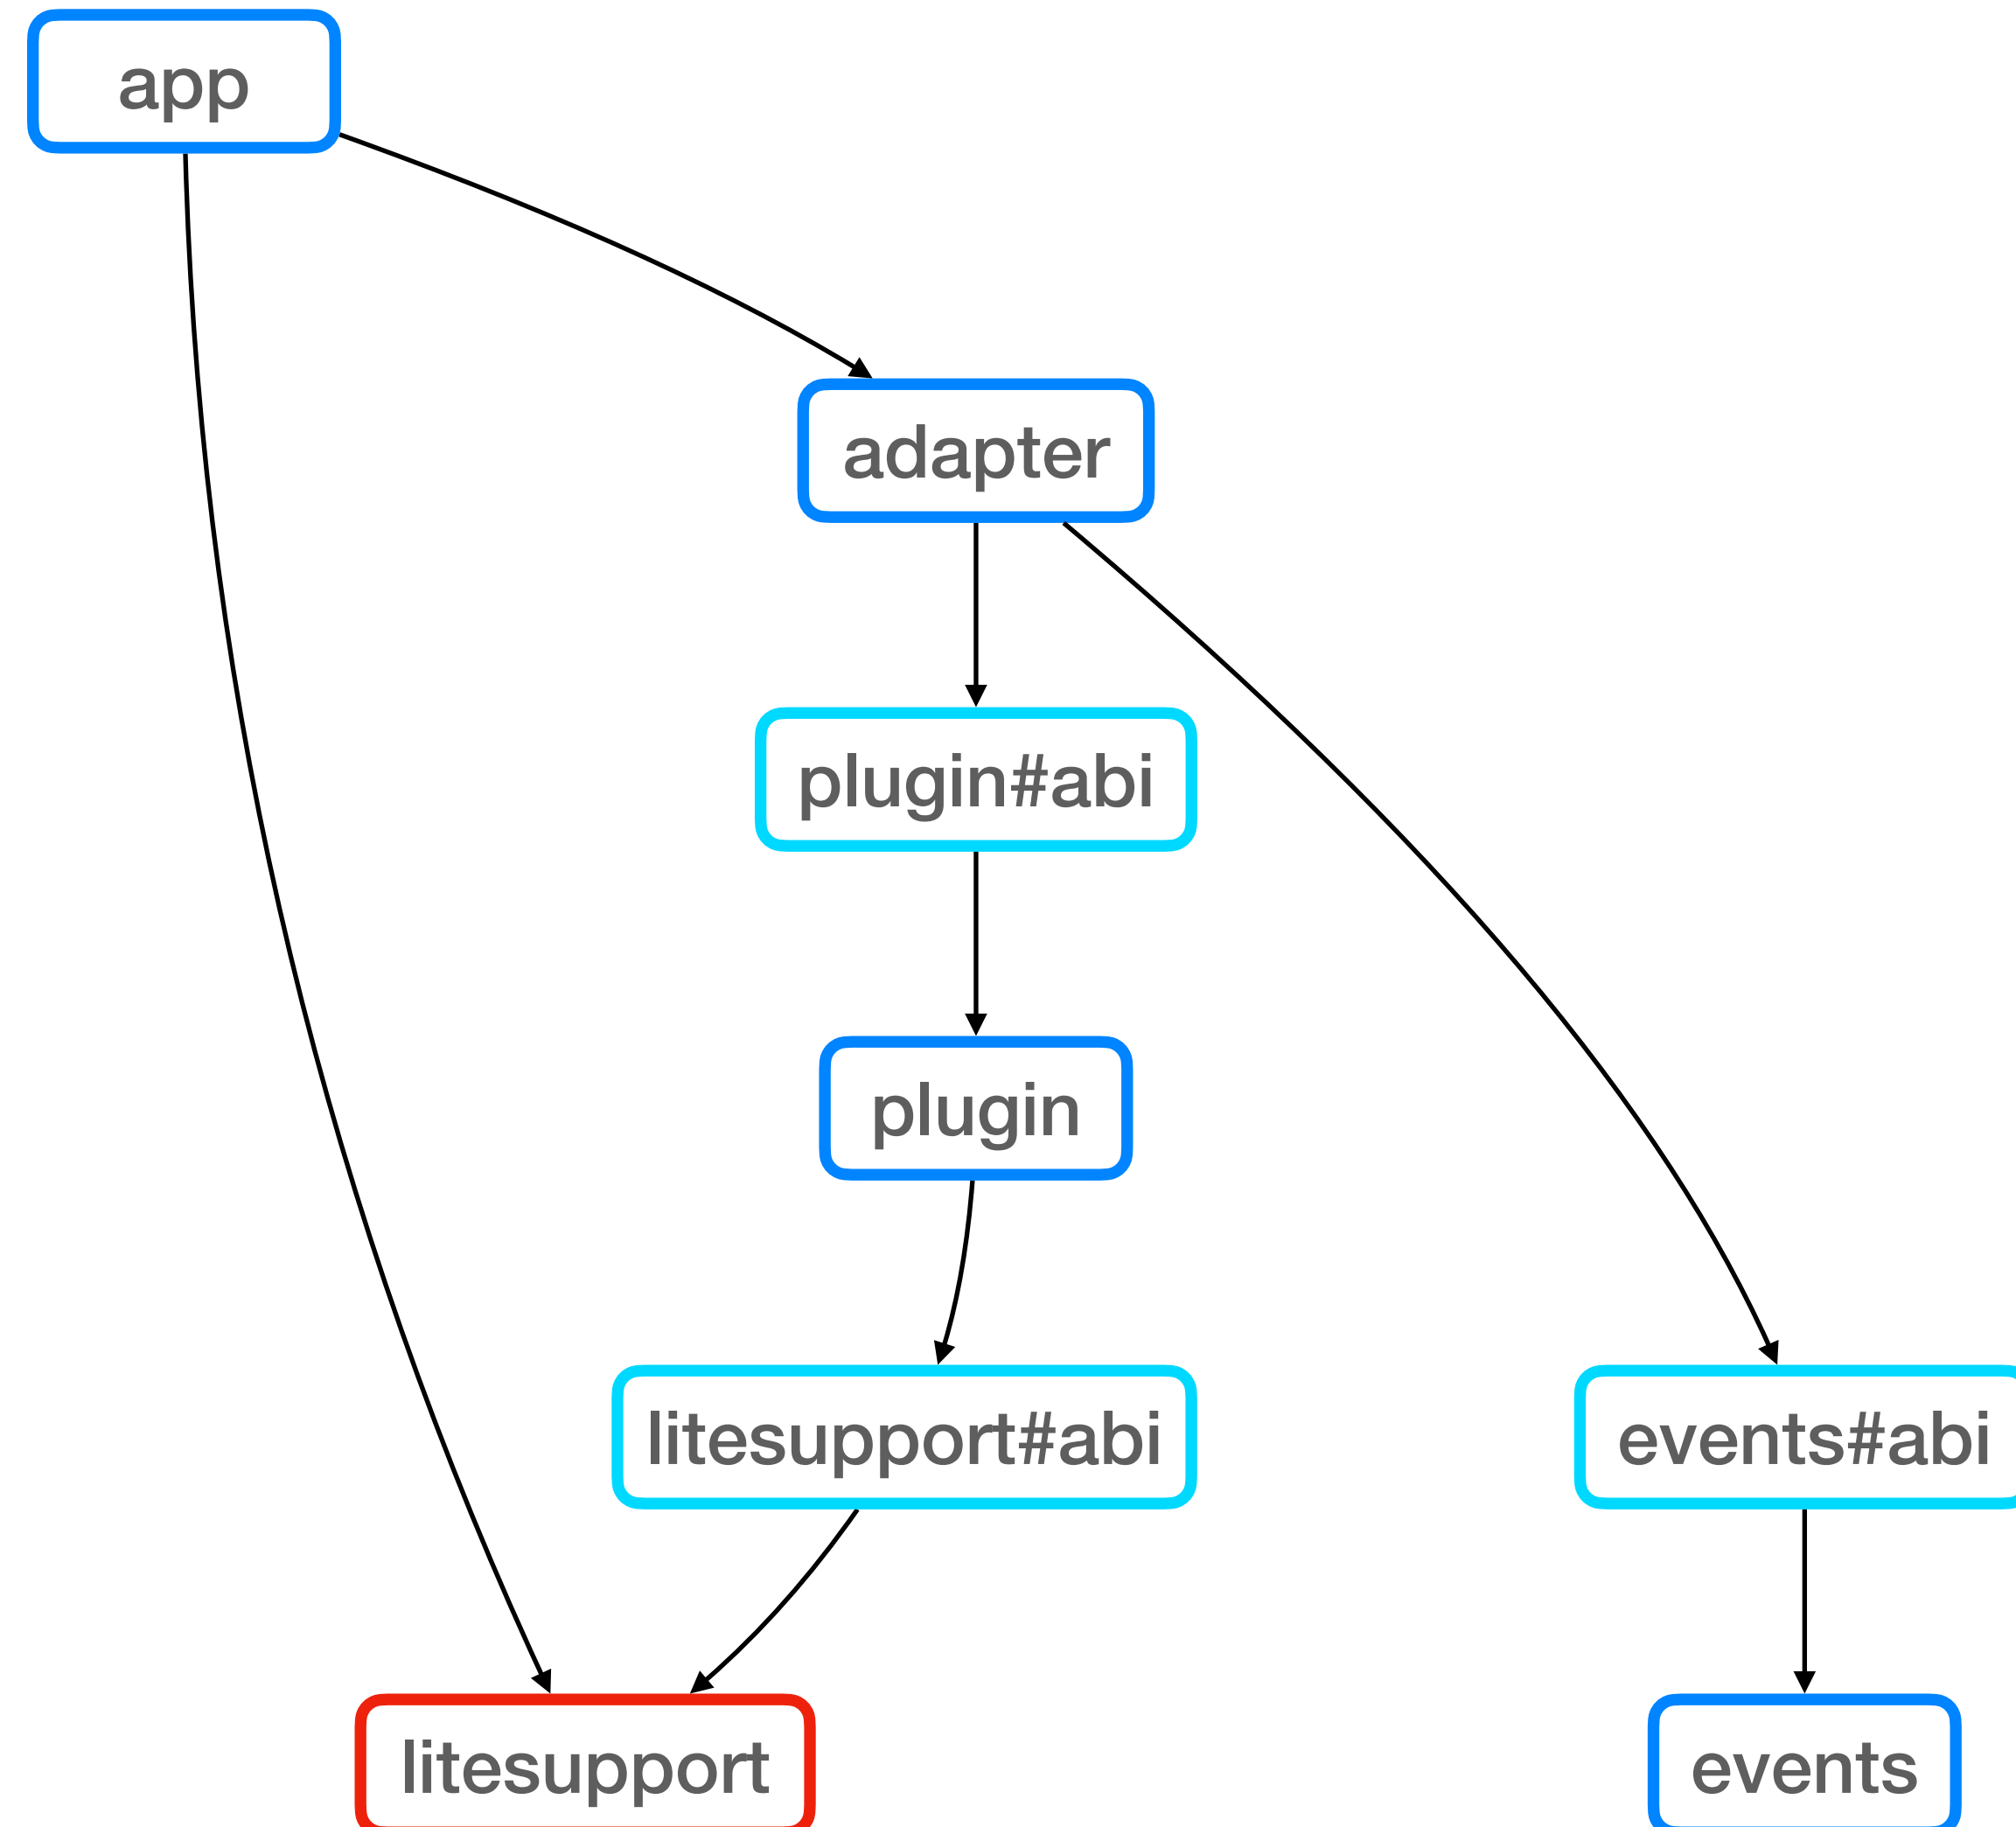 app
adapter
plugin#abi
plugin
litesupport#abi
events#abi
litesupport
events